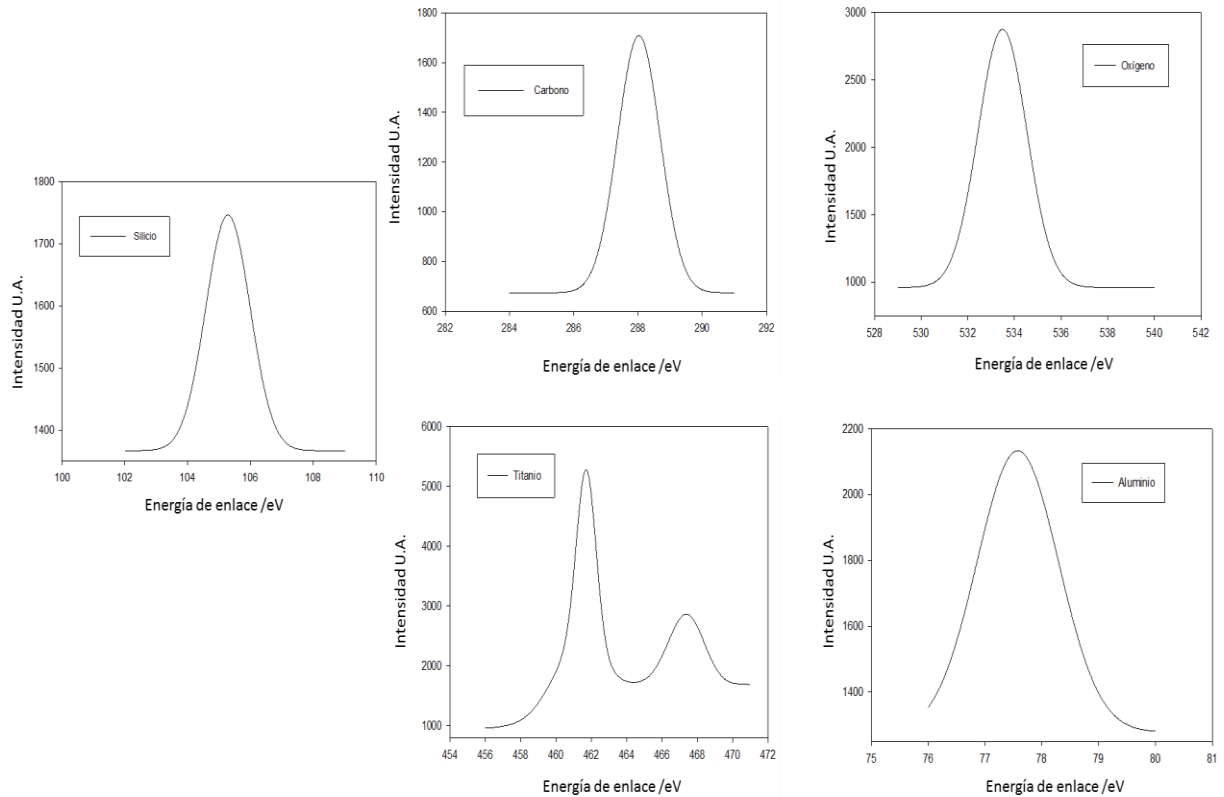 1800
1700
1600
1500
1400
Intensidad U.A.
Silicio
100 102 104 106 108 110
Energía de enlace /eV
1800
1600
1400
1200
1000
800
600
Intensidad U.A.
Carbono
282 284 286 288 290 292
Energía de enlace /eV
3000
2500
2000
1500
1000
Intensidad U.A.
Oxígeno
528 530 532 534 536 538 540 542
Energía de enlace /eV
6000
5000
4000
3000
2000
1000
Intensidad U.A.
Titanio
454 456 458 460 462 464 466 468 470 472
Energía de enlace /eV
2200
2000
1800
1600
1400
Intensidad U.A.
Aluminio
75 76 77 78 79 80 81
Energía de enlace /eV